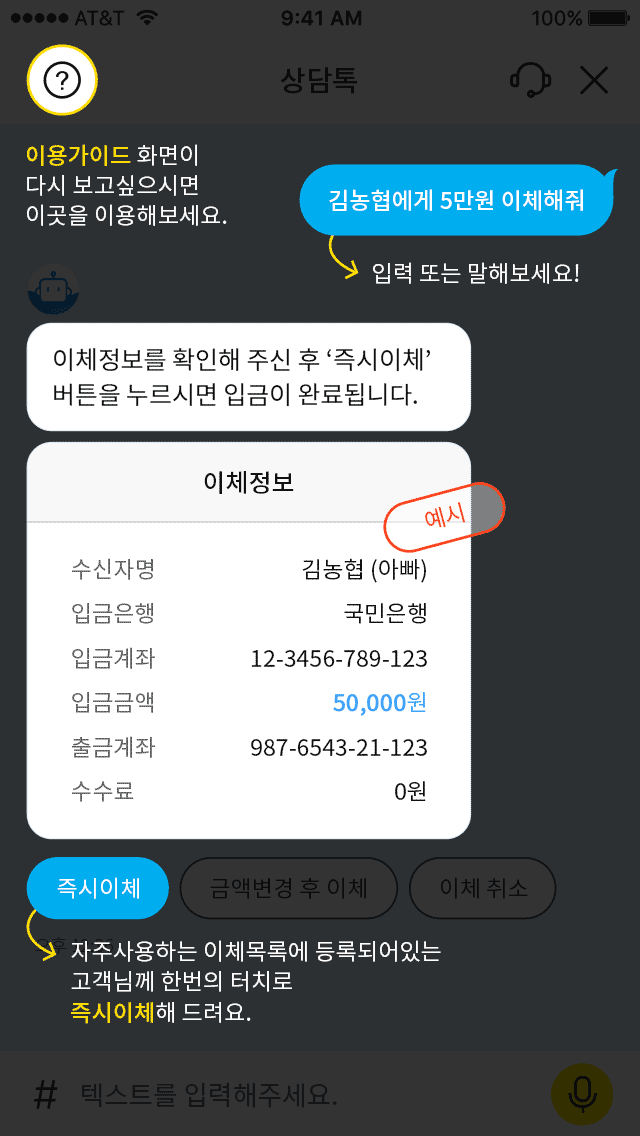 AT&T 9:41 AM 100%
?
상담톡
이용가이드 화면이
다시 보고싶으시면
이곳을 이용해보세요.
김농협에게 5만원 이체해줘
입력 또는 말해보세요!
이체정보를 확인해 주신 후 ‘즉시이체’
버튼을 누르시면 입금이 완료됩니다.
이체정보
예시
수신자명 김농협 (아빠)
입금은행 국민은행
입금계좌 12-3456-789-123
입금금액 50,000원
출금계좌 987-6543-21-123
수수료 0원
즉시이체 금액변경 후 이체 이체 취소
자주사용하는 이체목록에 등록되어있는
고객님께 한번의 터치로
즉시이체해 드려요.
# 텍스트를 입력해주세요.